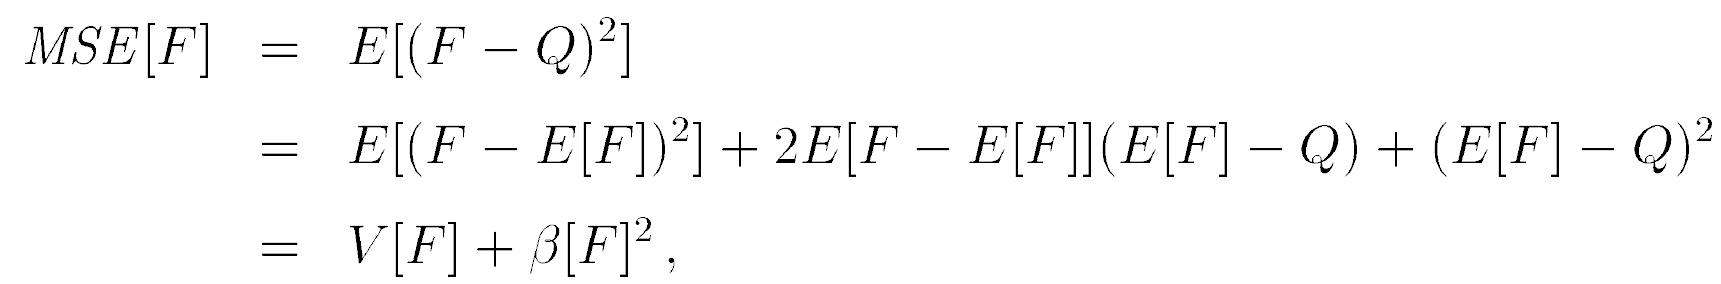 MSE[F] = E[(F − Q)²]
= E[(F − E[F])²] + 2E[F − E[F]](E[F] − Q) + (E[F] − Q)²
= V[F] + β[F]² ,